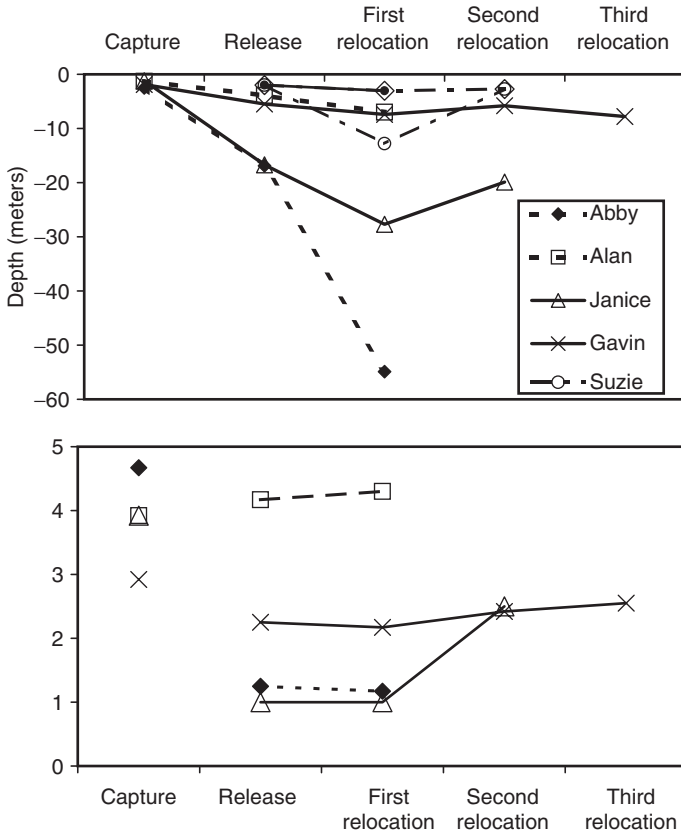 Capture Release First relocation Second relocation Third relocation
0
–10
–20
–30
–40
–50
–60
Depth (meters)
Abby
Alan
Janice
Gavin
Suzie
5
4
3
2
1
0
Capture Release First relocation Second relocation Third relocation